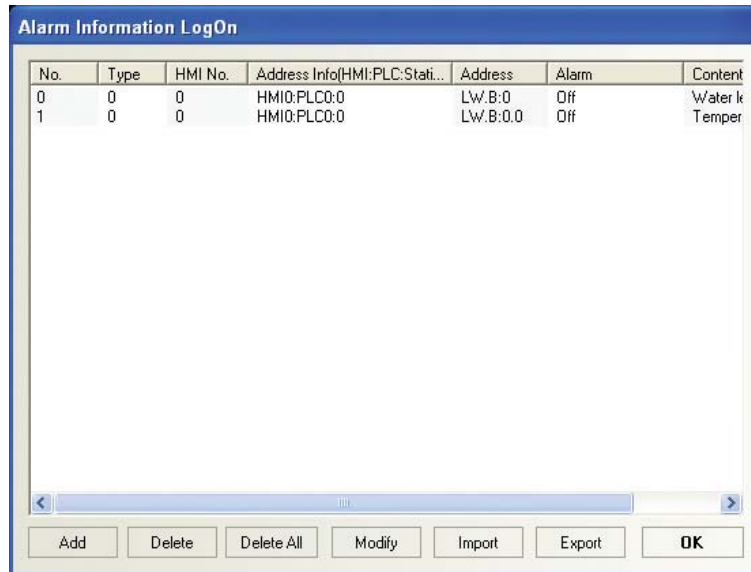 Alarm Information LogOn
No. Type HMI No. Address Info(HMI:PLC:Stati... Address Alarm Content
0 0 0 HMI0:PLC0:0 LW.B:0 Off Water le
1 0 0 HMI0:PLC0:0 LW.B:0.0 Off Temper
Add Delete Delete All Modify Import Export OK